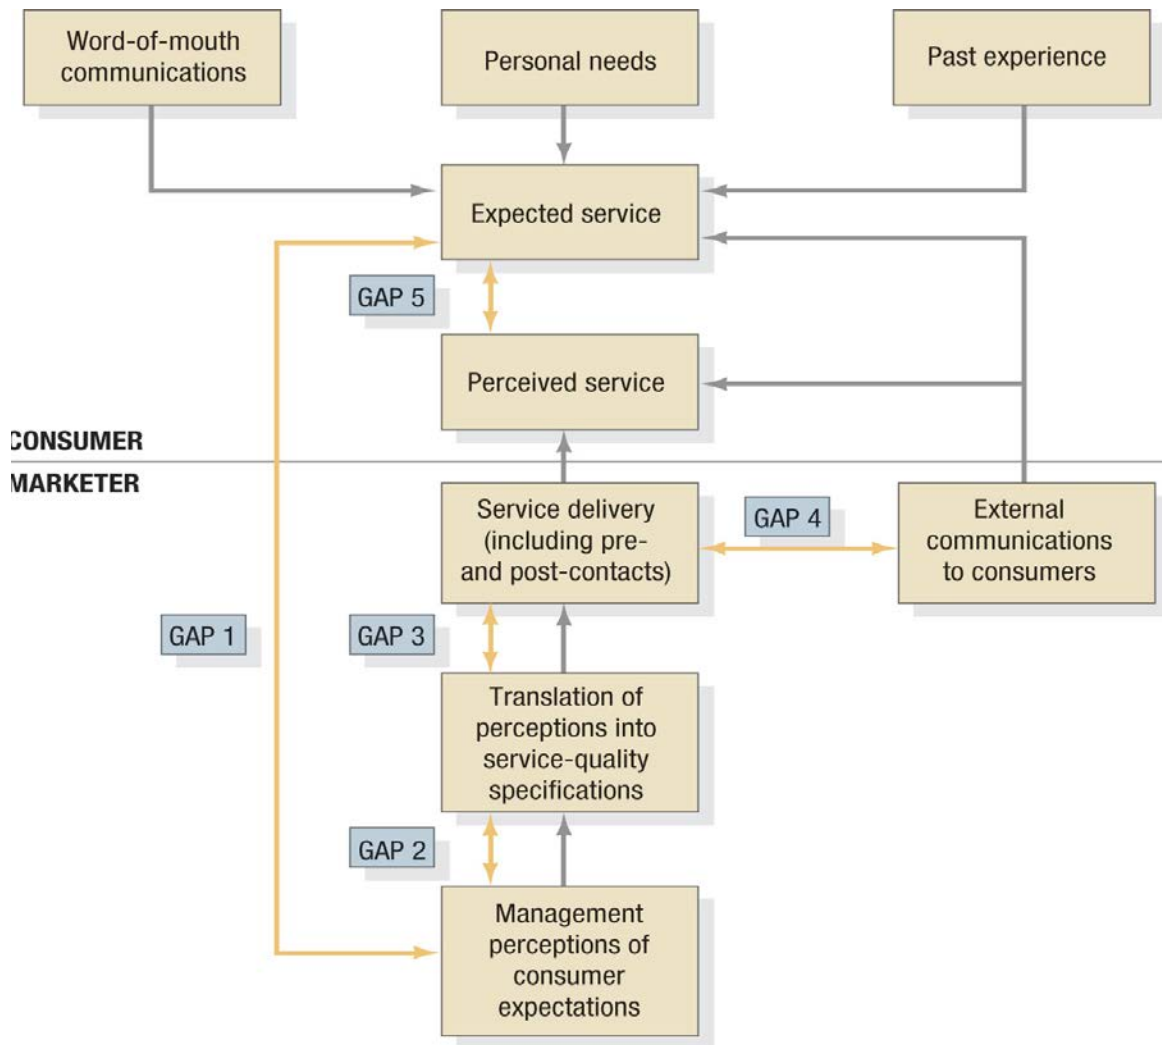 Word-of-mouth
communications
Personal needs
Past experience
Expected service
GAP 5
Perceived service
CONSUMER
MARKETER
Service delivery
(including pre-
and post-contacts)
GAP 4
External
communications
to consumers
GAP 1
GAP 3
Translation of
perceptions into
service-quality
specifications
GAP 2
Management
perceptions of
consumer
expectations